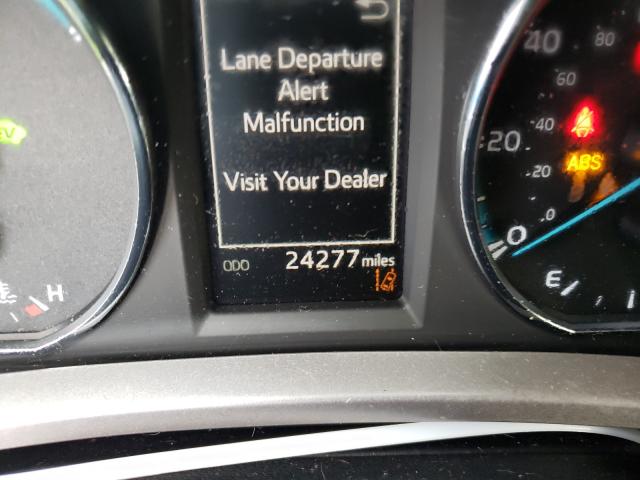 Lane Departure
Alert
Malfunction
Visit Your Dealer
ODO 24277 miles
EV
H
40
80
60
20
40
ABS
20
0
0
E